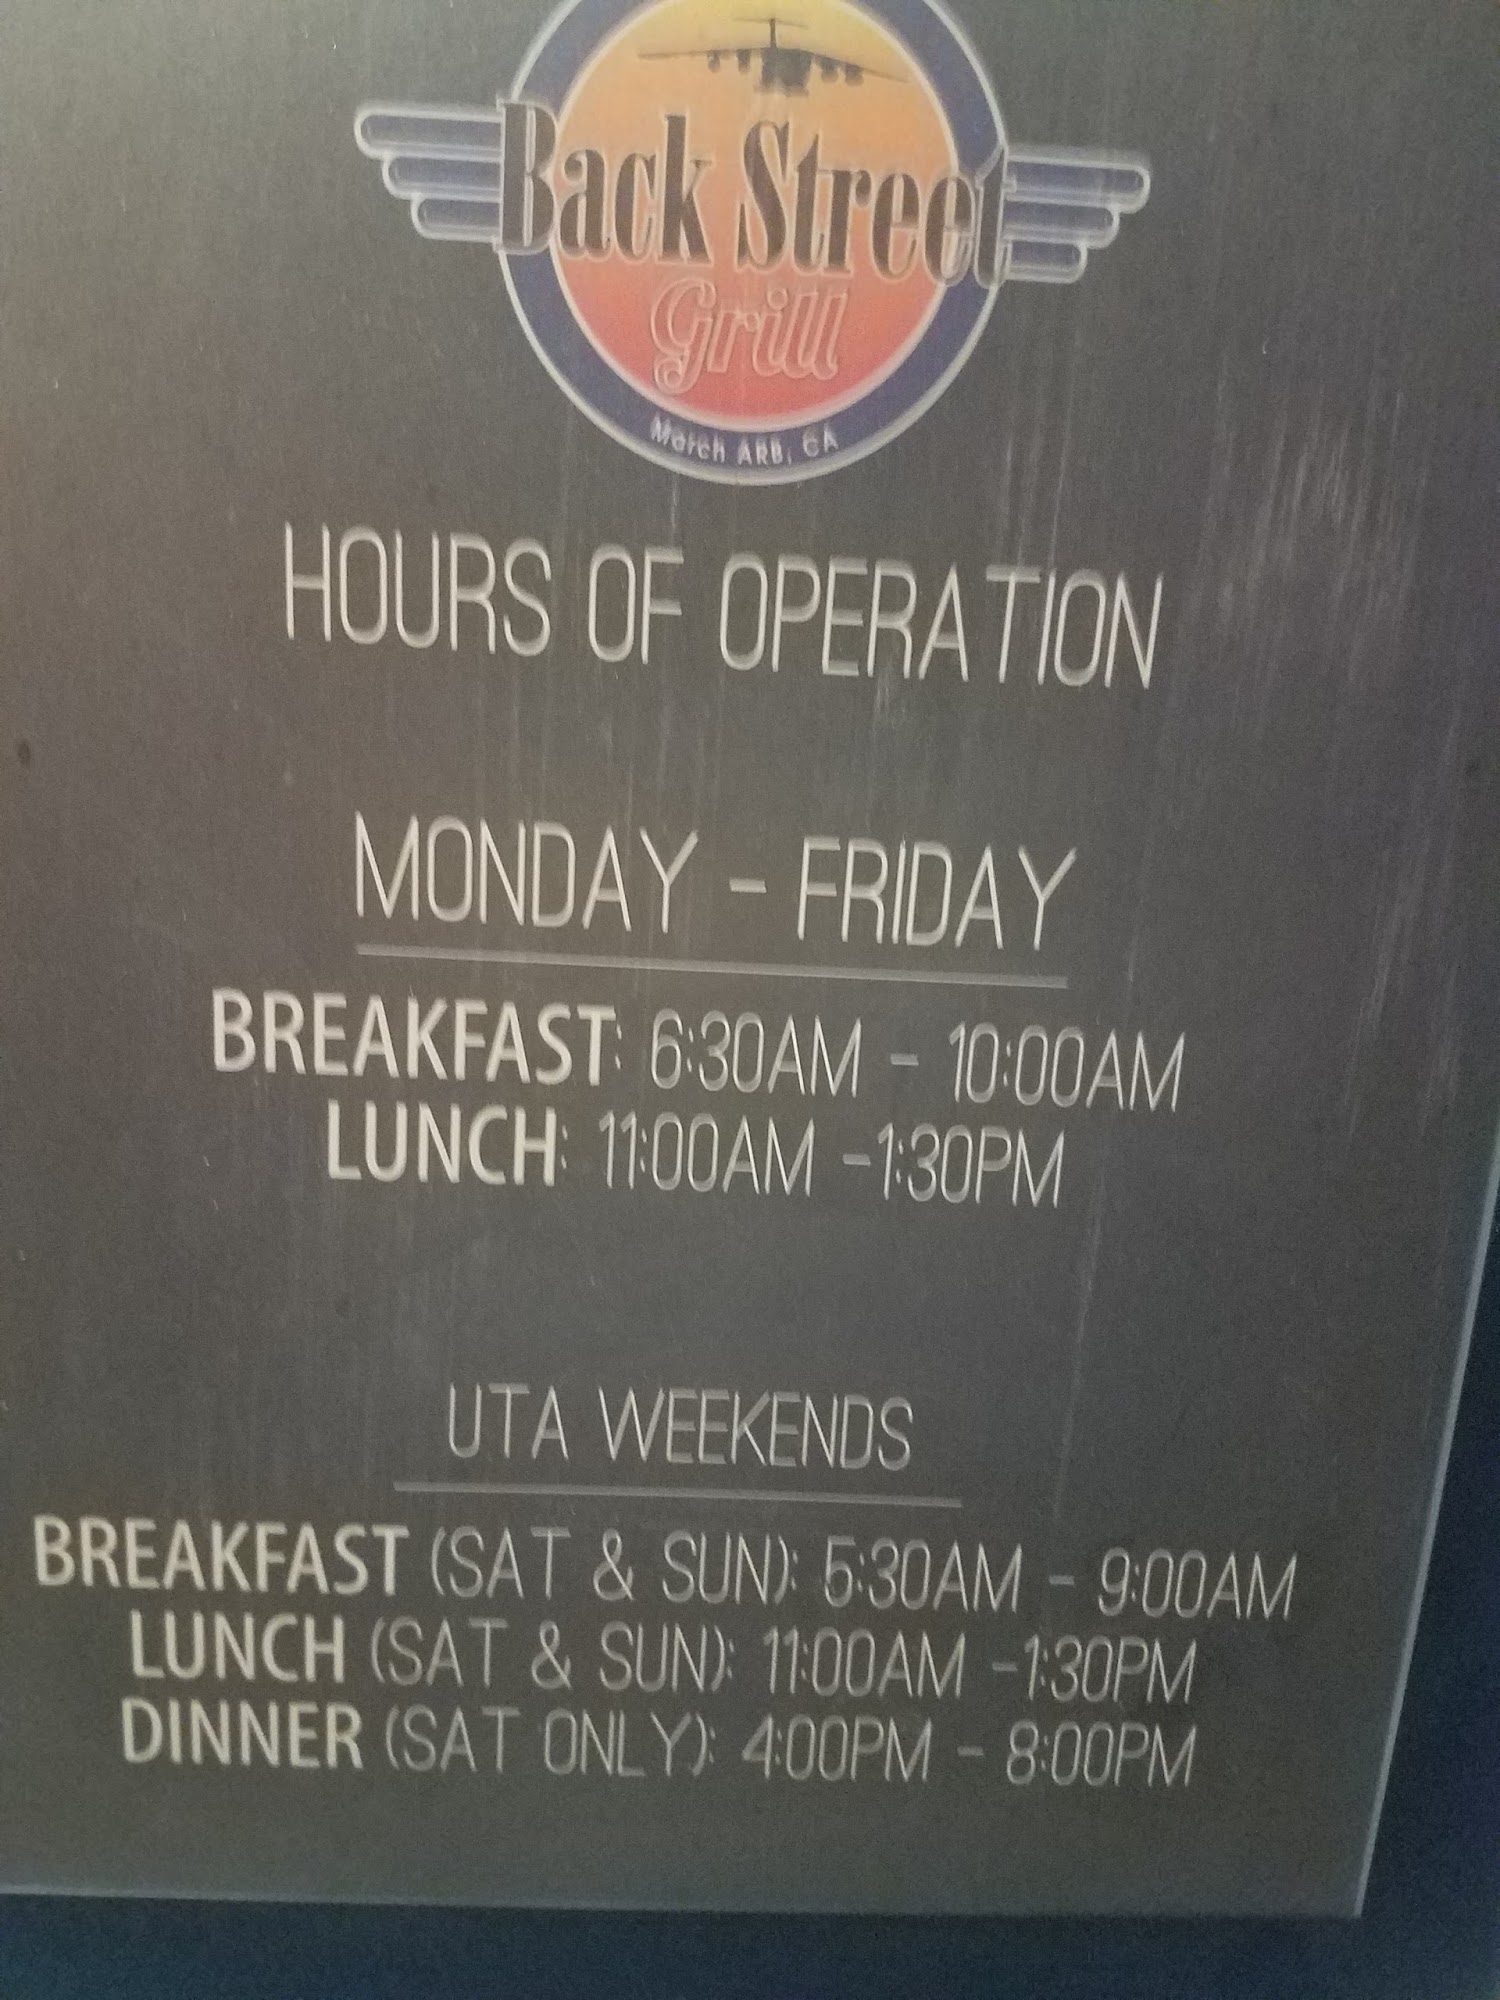 Back Street
Grill
March ARB, CA
HOURS OF OPERATION
MONDAY - FRIDAY
BREAKFAST: 6:30AM - 10:00AM
LUNCH: 11:00AM -1:30PM
UTA WEEKENDS
BREAKFAST (SAT & SUN): 5:30AM - 9:00AM
LUNCH (SAT & SUN): 11:00AM -1:30PM
DINNER (SAT ONLY): 4:00PM - 8:00PM